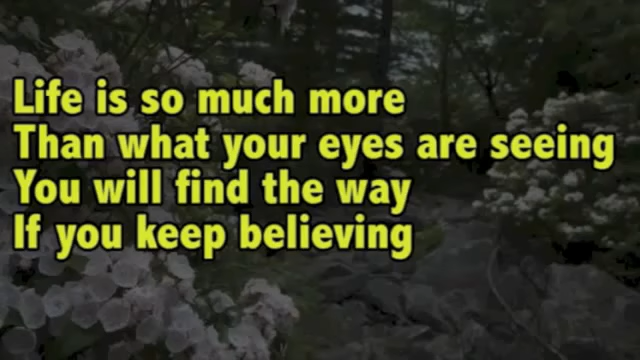 Life is so much more
Than what your eyes are seeing
You will find the way
If you keep believing